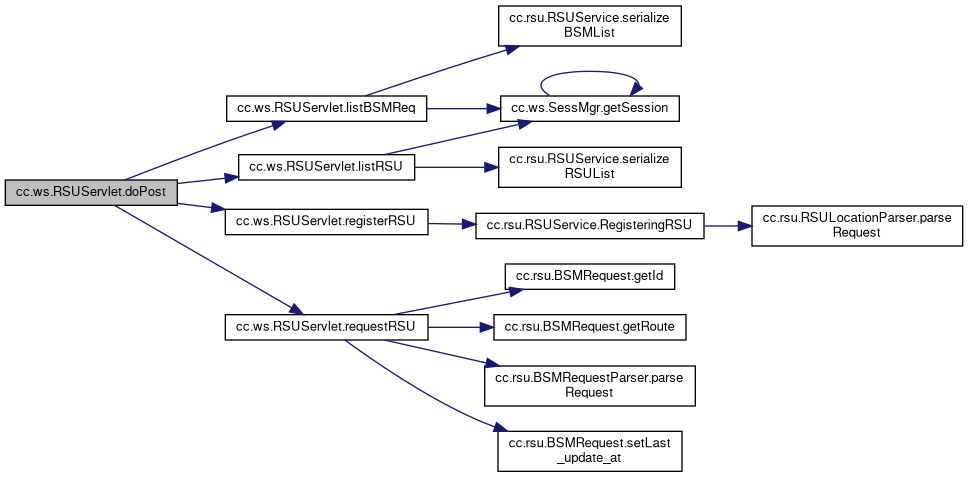 cc.rsu.RSUService.serialize
BSMList
cc.ws.RSUServlet.listBSMReq
cc.ws.SessMgr.getSession
cc.ws.RSUServlet.listRSU
cc.rsu.RSUService.serialize
RSUList
cc.ws.RSUServlet.doPost
cc.ws.RSUServlet.registerRSU
cc.rsu.RSUService.RegisteringRSU
cc.rsu.RSULocationParser.parse
Request
cc.rsu.BSMRequest.getId
cc.ws.RSUServlet.requestRSU
cc.rsu.BSMRequest.getRoute
cc.rsu.BSMRequestParser.parse
Request
cc.rsu.BSMRequest.setLast
_update_at